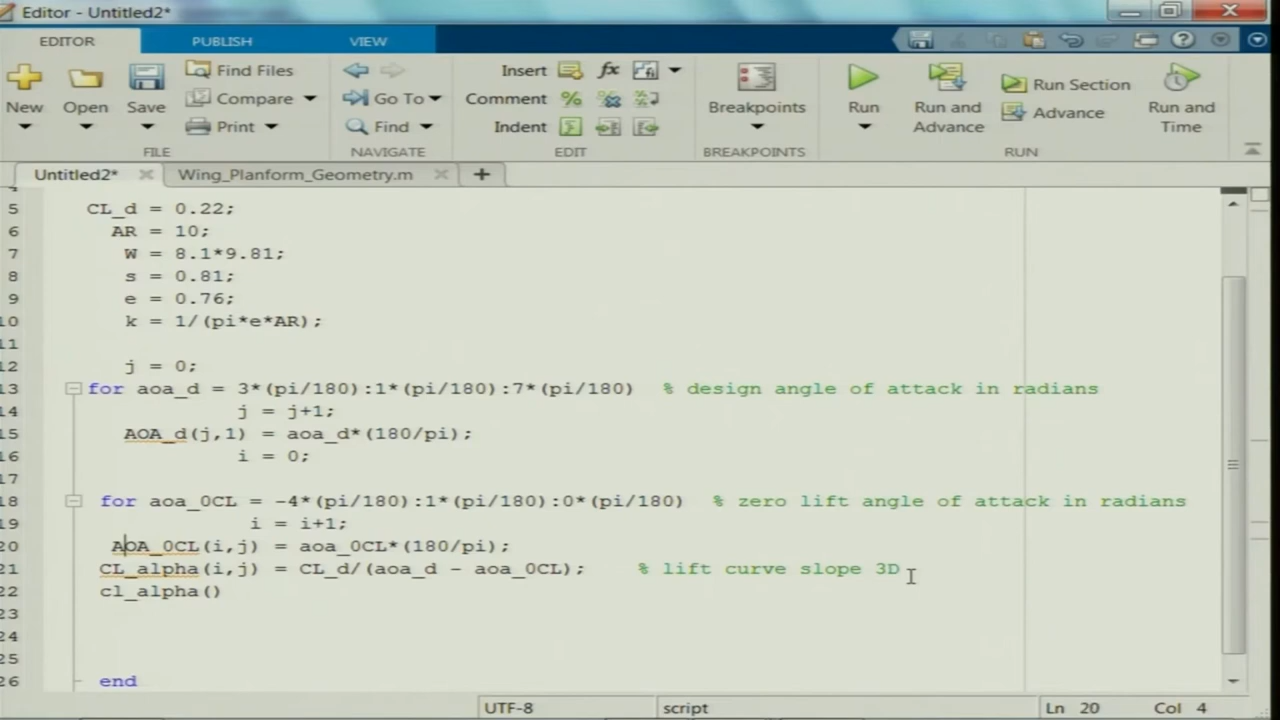 Editor - Untitled2*
EDITOR PUBLISH VIEW
New Open Save Find Files Compare Print
Go To Find
Insert fx
Comment %
Indent
Breakpoints
Run Run and Advance Run Section Advance Run and Time
FILE NAVIGATE EDIT BREAKPOINTS RUN
Untitled2* Wing_Planform_Geometry.m
5 CL_d = 0.22;
6 AR = 10;
7 W = 8.1*9.81;
8 s = 0.81;
9 e = 0.76;
10 k = 1/(pi*e*AR);
11
12 j = 0;
13 for aoa_d = 3*(pi/180):1*(pi/180):7*(pi/180) % design angle of attack in radians
14 j = j+1;
15 AOA_d(j,1) = aoa_d*(180/pi);
16 i = 0;
17
18 for aoa_0CL = -4*(pi/180):1*(pi/180):0*(pi/180) % zero lift angle of attack in radians
19 i = i+1;
20 AOA_0CL(i,j) = aoa_0CL*(180/pi);
21 CL_alpha(i,j) = CL_d/(aoa_d - aoa_0CL); % lift curve slope 3D
22 cl_alpha()
23
24
25
26 end
UTF-8 script Ln 20 Col 4